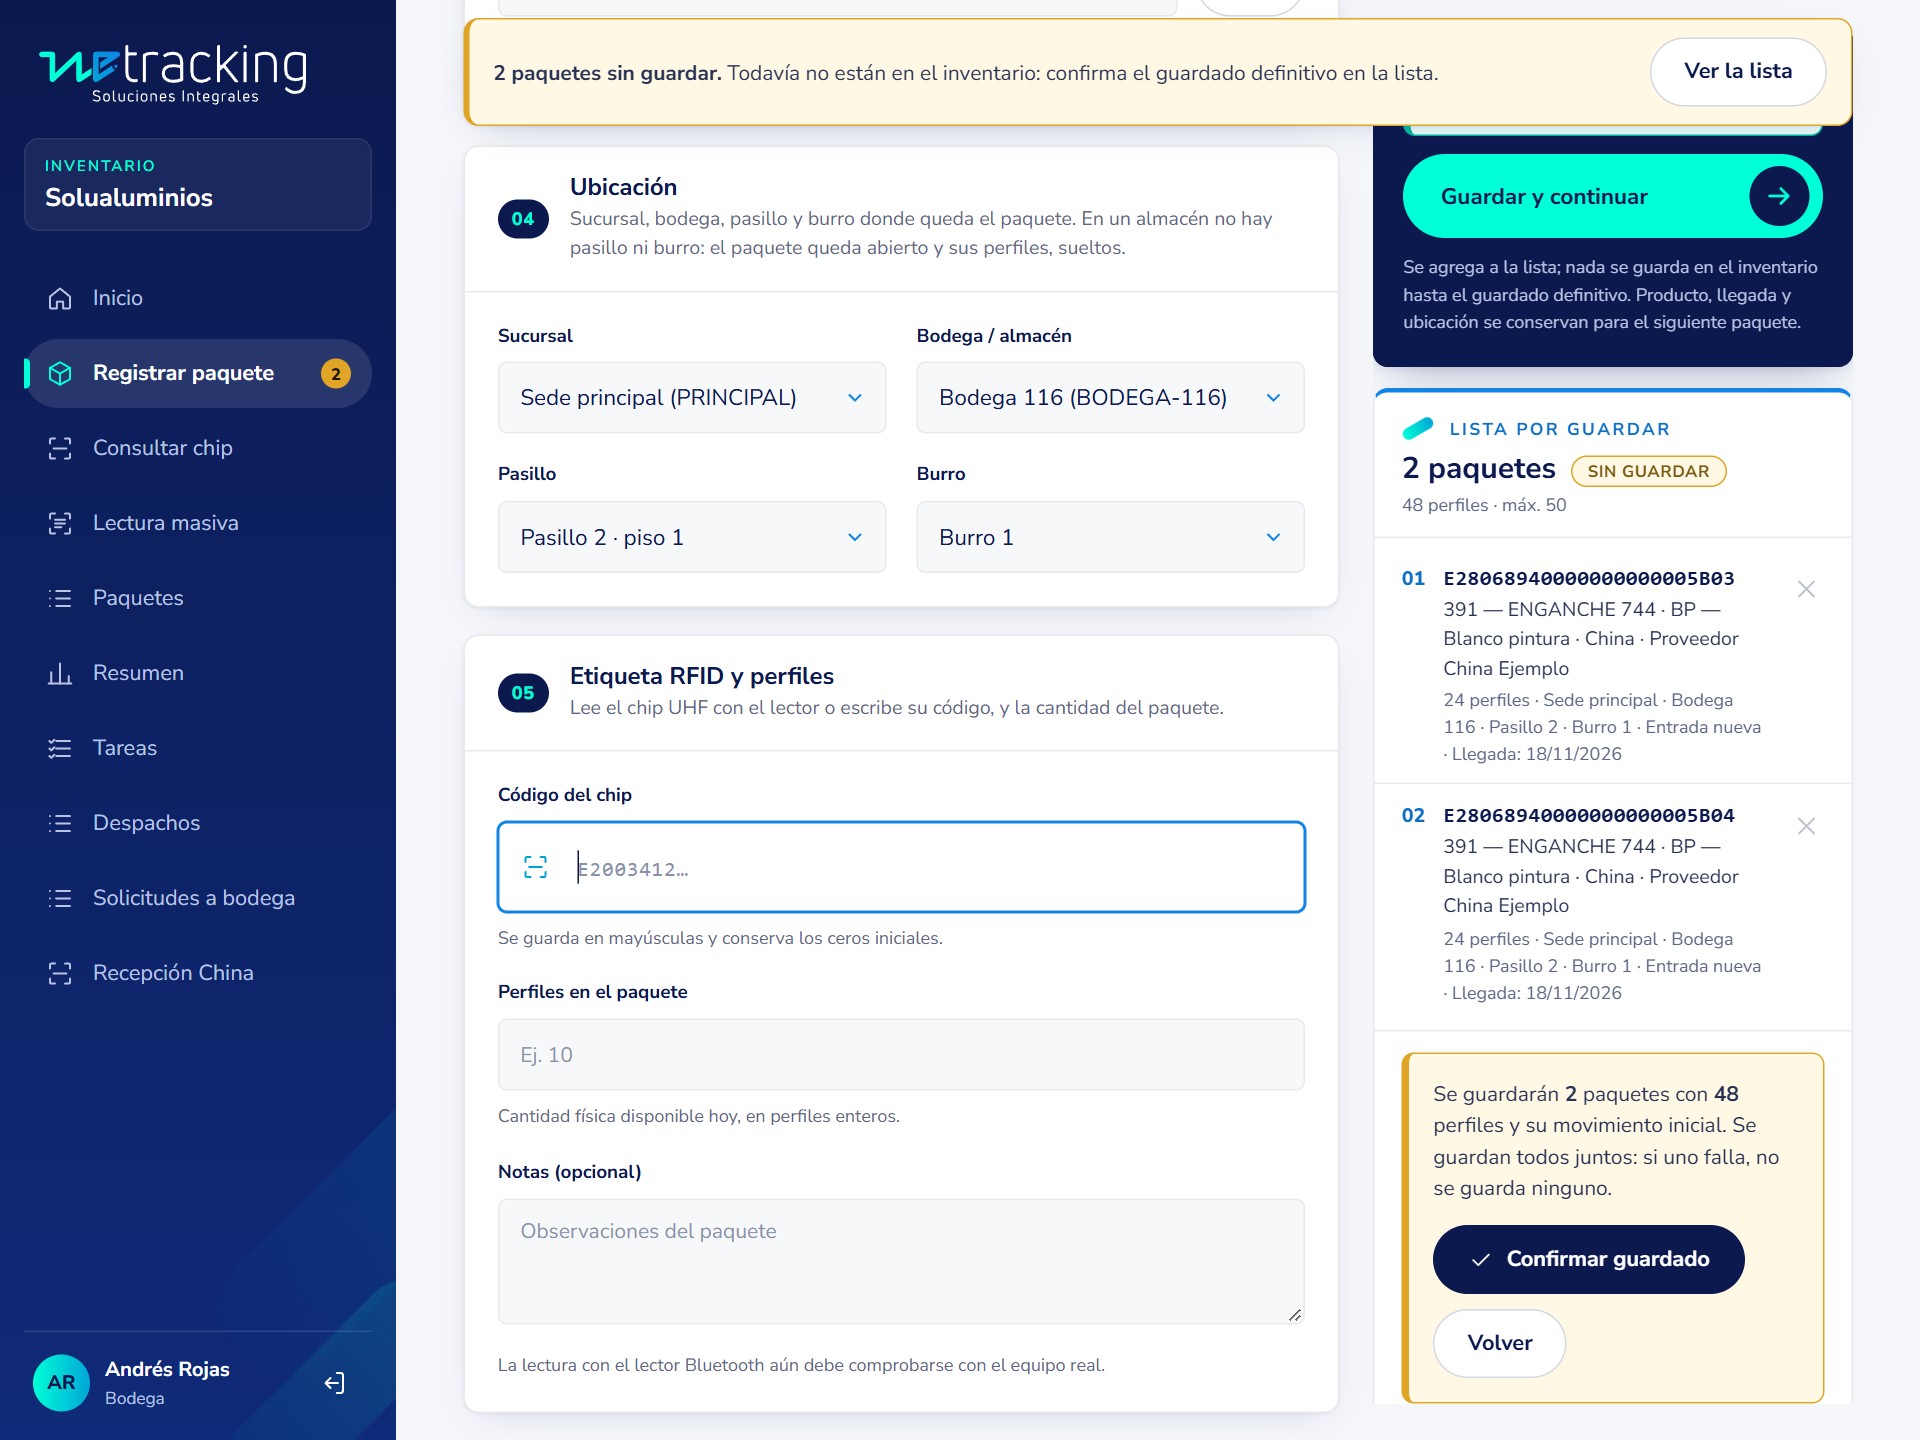 wetracking
Soluciones Integrales
INVENTARIO
Solualuminios
Inicio
Registrar paquete
2
Consultar chip
Lectura masiva
Paquetes
Resumen
Tareas
Despachos
Solicitudes a bodega
Recepción China
AR
Andrés Rojas
Bodega
2 paquetes sin guardar. Todavía no están en el inventario: confirma el guardado definitivo en la lista.
Ver la lista
04
Ubicación
Sucursal, bodega, pasillo y burro donde queda el paquete. En un almacén no hay
pasillo ni burro: el paquete queda abierto y sus perfiles, sueltos.
Sucursal
Bodega / almacén
Sede principal (PRINCIPAL)
Bodega 116 (BODEGA-116)
Pasillo
Burro
Pasillo 2 · piso 1
Burro 1
05
Etiqueta RFID y perfiles
Lee el chip UHF con el lector o escribe su código, y la cantidad del paquete.
Código del chip
E2003412…
Se guarda en mayúsculas y conserva los ceros iniciales.
Perfiles en el paquete
Ej. 10
Cantidad física disponible hoy, en perfiles enteros.
Notas (opcional)
Observaciones del paquete
La lectura con el lector Bluetooth aún debe comprobarse con el equipo real.
Guardar y continuar
Se agrega a la lista; nada se guarda en el inventario
hasta el guardado definitivo. Producto, llegada y
ubicación se conservan para el siguiente paquete.
LISTA POR GUARDAR
2 paquetes
SIN GUARDAR
48 perfiles · máx. 50
01
E28068940000000000005B03
391 — ENGANCHE 744 · BP —
Blanco pintura · China · Proveedor
China Ejemplo
24 perfiles · Sede principal · Bodega
116 · Pasillo 2 · Burro 1 · Entrada nueva
· Llegada: 18/11/2026
02
E28068940000000000005B04
391 — ENGANCHE 744 · BP —
Blanco pintura · China · Proveedor
China Ejemplo
24 perfiles · Sede principal · Bodega
116 · Pasillo 2 · Burro 1 · Entrada nueva
· Llegada: 18/11/2026
Se guardarán 2 paquetes con 48
perfiles y su movimiento inicial. Se
guardan todos juntos: si uno falla, no
se guarda ninguno.
Confirmar guardado
Volver